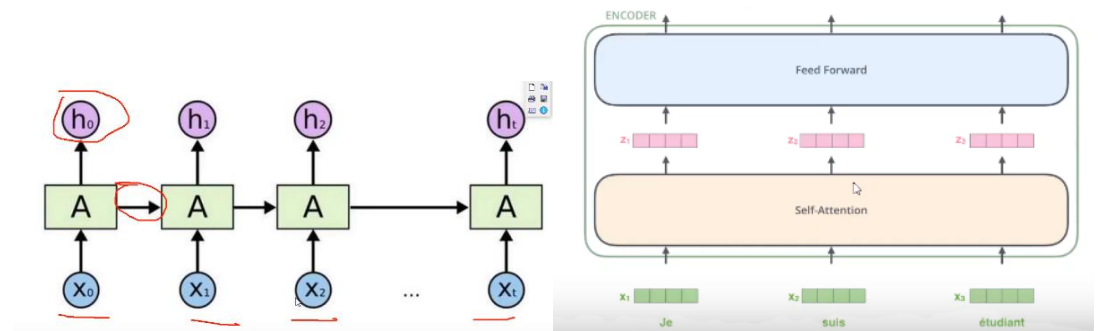 h₀ h₁ h₂ hₜ
A A A A
X₀ X₁ X₂ ... Xₜ
ENCODER
Feed Forward
z₁ z₂ z₃
Self-Attention
x₁ x₂ x₃
Je suis étudiant